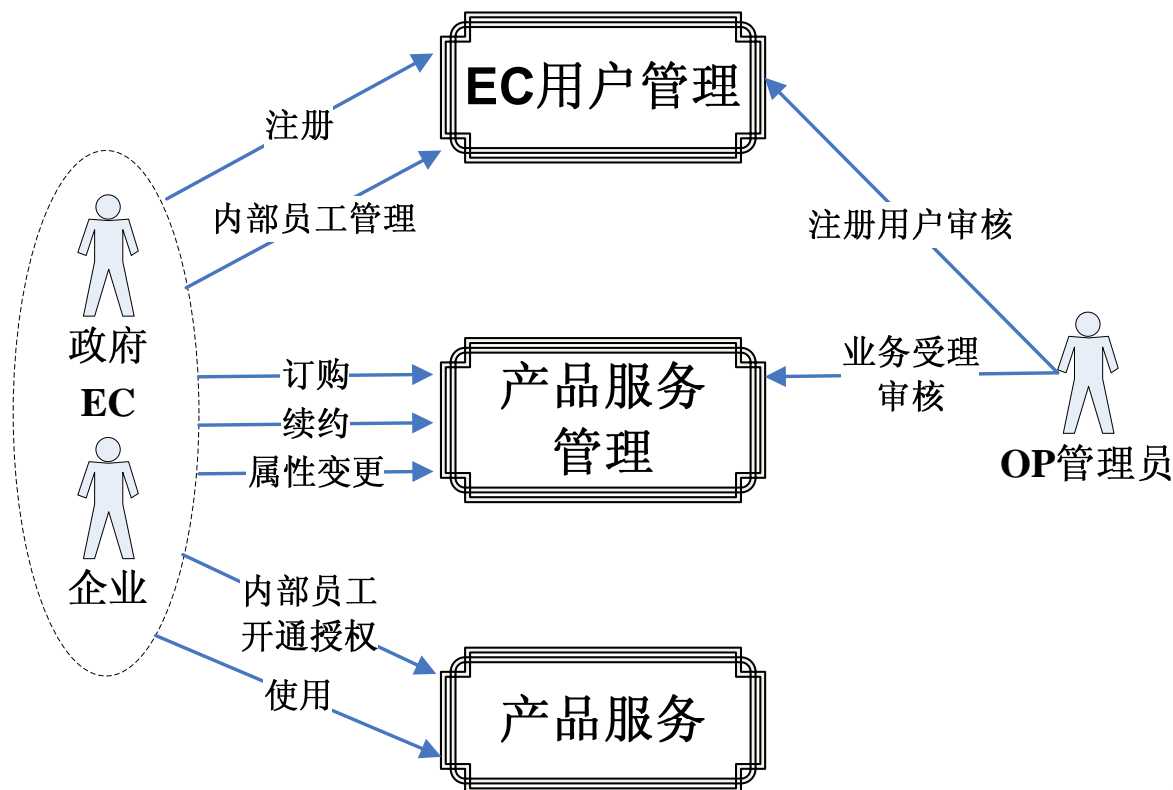 EC用户管理
注册
内部员工管理
注册用户审核
政府
EC
企业
订购
续约
属性变更
产品服务
管理
业务受理
审核
OP管理员
内部员工
开通授权
使用
产品服务